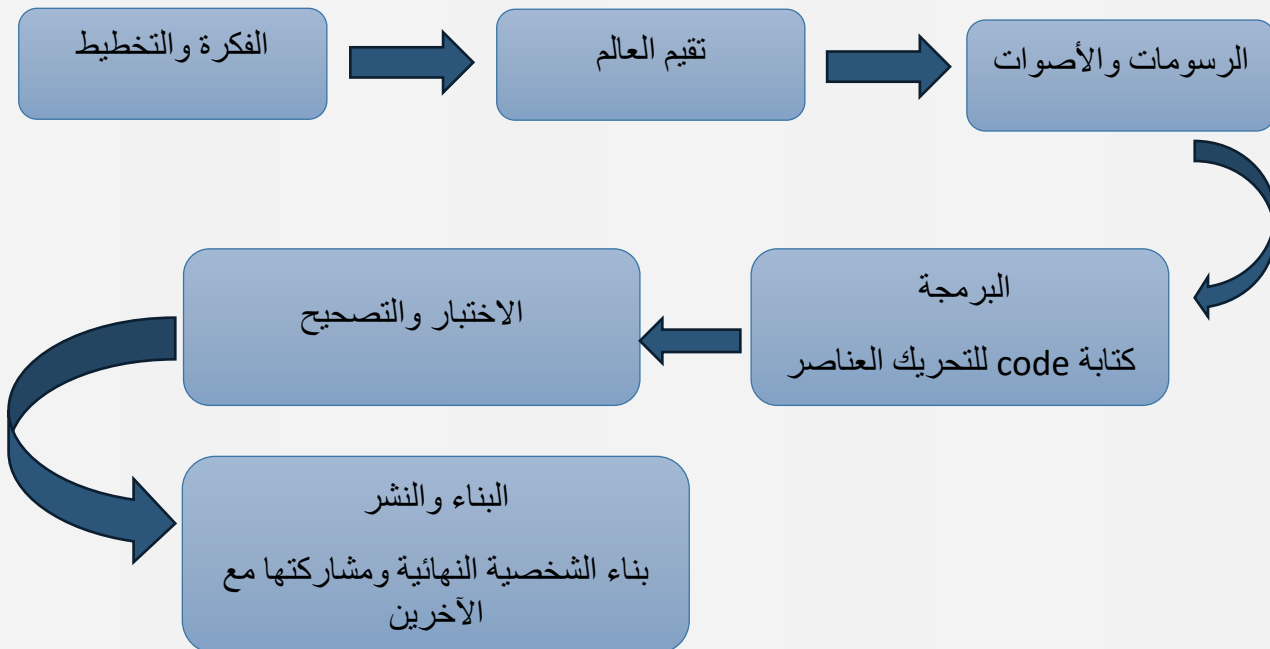 الفكرة والتخطيط
تقيم العالم
الرسومات والأصوات
البرمجة
كتابة code للتحريك العناصر
الاختبار والتصحيح
البناء والنشر
بناء الشخصية النهائية ومشاركتها مع
الآخرين